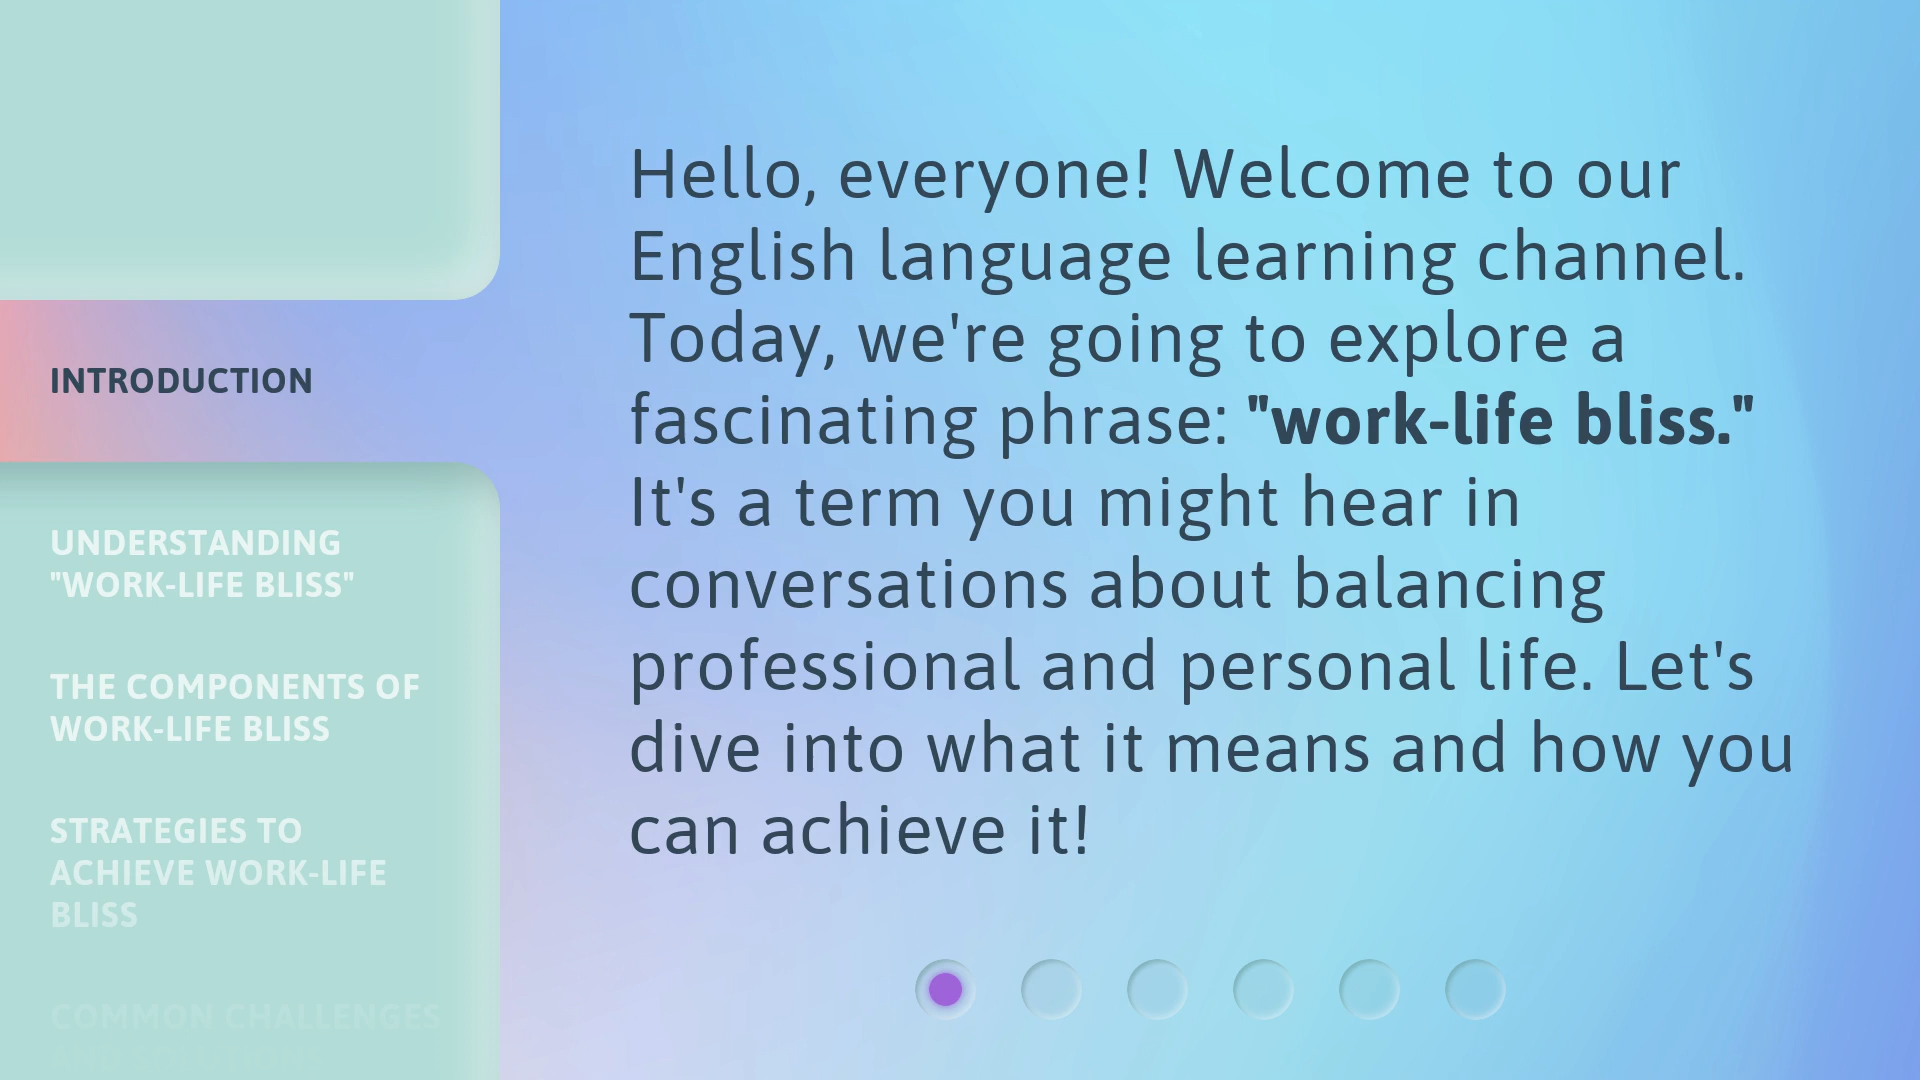 INTRODUCTION
UNDERSTANDING
"WORK-LIFE BLISS"
THE COMPONENTS OF
WORK-LIFE BLISS
STRATEGIES TO
ACHIEVE WORK-LIFE
BLISS
COMMON CHALLENGES
Hello, everyone! Welcome to our
English language learning channel.
Today, we're going to explore a
fascinating phrase: "work-life bliss."
It's a term you might hear in
conversations about balancing
professional and personal life. Let's
dive into what it means and how you
can achieve it!